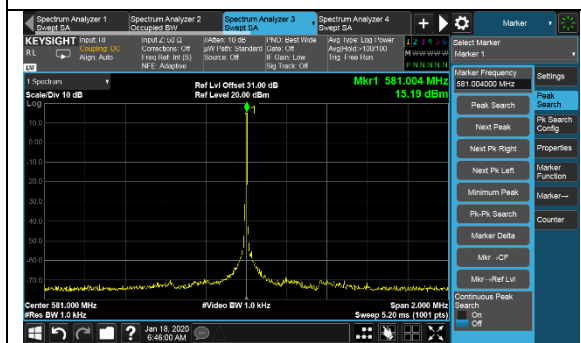 Spectrum Analyzer 1
Swept SA
Spectrum Analyzer 2
Occupied BW
Spectrum Analyzer 3
Swept SA
Spectrum Analyzer 4
Swept SA
Marker
KEYSIGHT
Input: RF
Coupling: DC
Align: Auto
Input Z: 50 Ω
Corrections: Off
Freq Ref: Int (S)
NFE: Adaptive
#Atten: 10 dB
µW Path: Standard
Source: Off
PNO: Best Wide
Gate: Off
IF Gain: Low
Sig Track: Off
Avg Type: Log Power
Avg|Hold:>100/100
Trig: Free Run
1 2 3 4 5 6
M W W W W W
P N N N N N
R L
LXI
Select Marker
Marker 1
1 Spectrum
Scale/Div 10 dB
Ref Lvl Offset 31.00 dB
Ref Level 20.00 dBm
Mkr1 581.004 MHz
15.19 dBm
Log
1
10.0
0.00
-10.0
-20.0
-30.0
-40.0
-50.0
-60.0
-70.0
Center 581.000 MHz
#Res BW 1.0 kHz
#Video BW 1.0 kHz
Span 2.000 MHz
Sweep 5.20 ms (1001 pts)
Marker Frequency
581.004000 MHz
Peak Search
Next Peak
Next Pk Right
Next Pk Left
Minimum Peak
Pk-Pk Search
Marker Delta
Mkr→CF
Mkr→Ref Lvl
Continuous Peak
Search
On
Off
Settings
Peak
Search
Pk Search
Config
Properties
Marker
Function
Marker→
Counter
Jan 18, 2020
6:46:00 AM